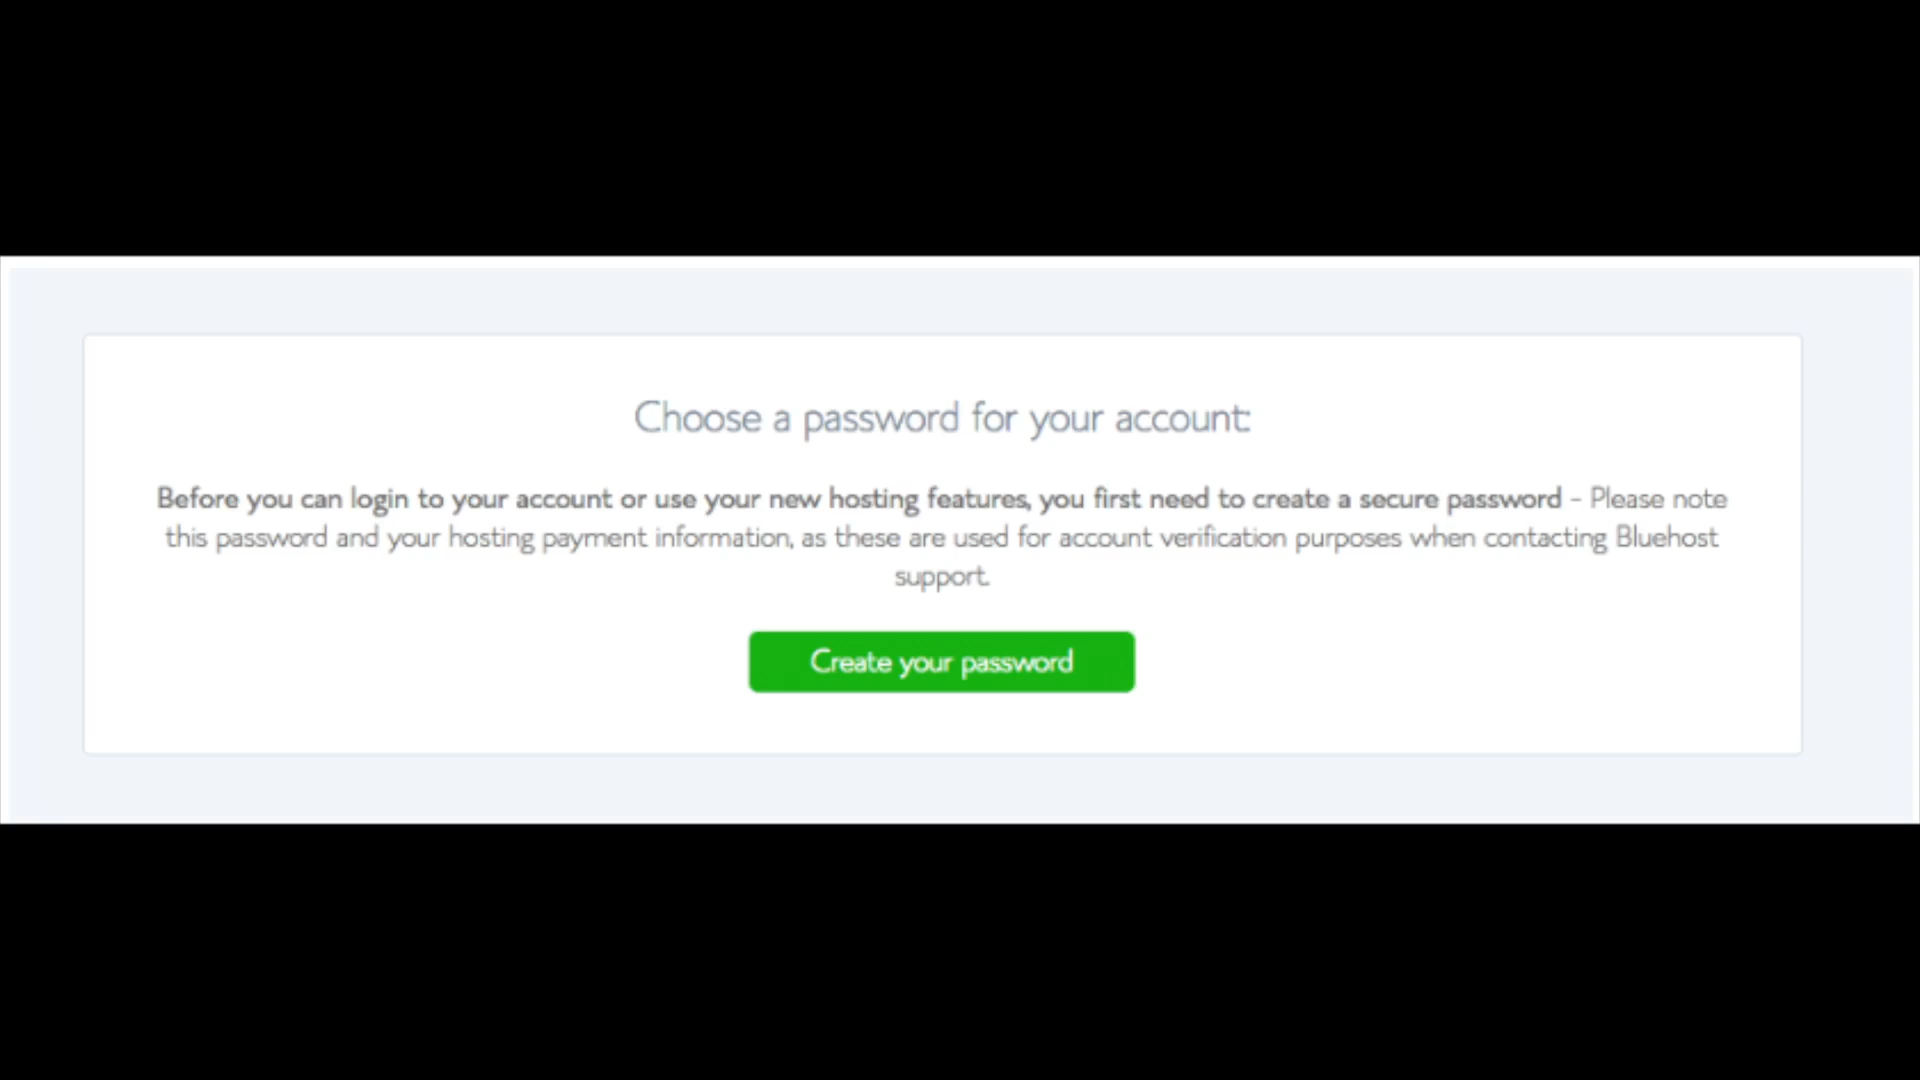 Choose a password for your account:
Before you can login to your account or use your new hosting features, you first need to create a secure password - Please note
this password and your hosting payment information, as these are used for account verification purposes when contacting Bluehost
support.
Create your password